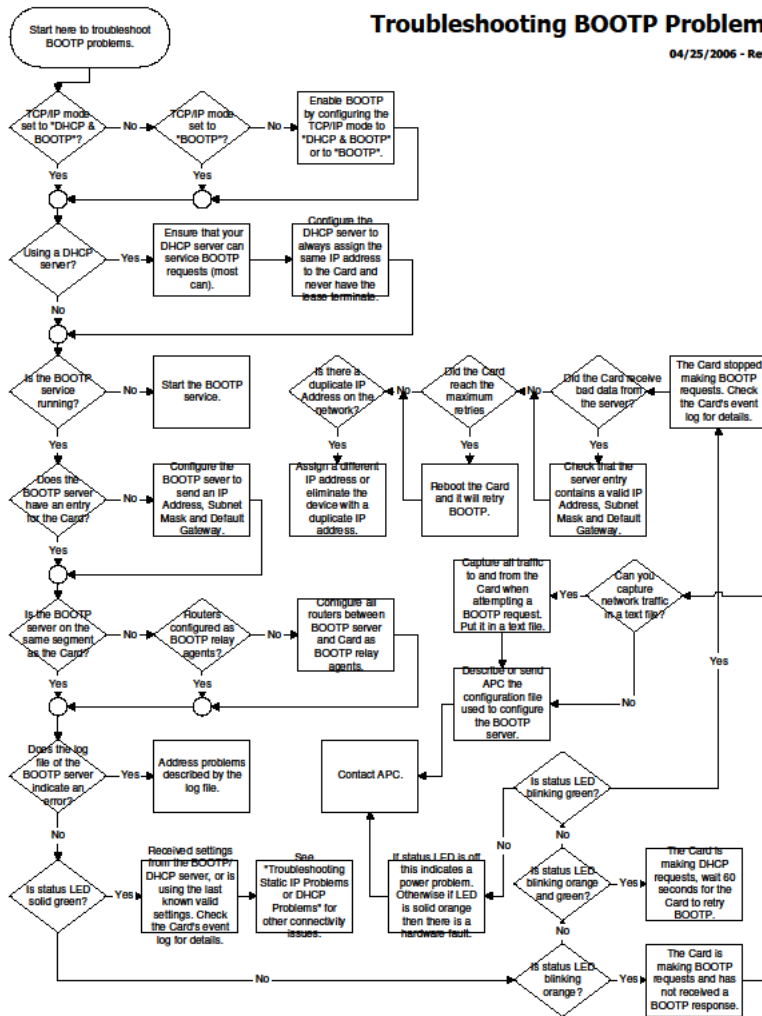 Troubleshooting BOOTP Problem
04/25/2006 - Re
Start here to troubleshoot
BOOTP problems.
TCP/IP mode
set to "DHCP &
BOOTP"?
No
Yes
TCP/IP mode
set to
"BOOTP"?
No
Yes
Enable BOOTP
by configuring the
TCP/IP mode to
"DHCP & BOOTP"
or to "BOOTP".
Using a DHCP
server?
Yes
No
Ensure that your
DHCP server can
service BOOTP
requests (most
can).
Configure the
DHCP server to
always assign the
same IP address
to the Card and
never have the
lease terminate.
Is the BOOTP
service
running?
No
Yes
Start the BOOTP
service.
Is there a
duplicate IP
Address on the
network?
No
Yes
Did the Card
reach the
maximum
retries
No
Yes
Did the Card receive
bad data from
the server?
Yes
The Card stopped
making BOOTP
requests. Check
the Card's event
log for details.
Does the
BOOTP server
have an entry
for the Card?
No
Yes
Configure the
BOOTP sever to
send an IP
Address, Subnet
Mask and Default
Gateway.
Assign a different
IP address or
eliminate the
device with a
duplicate IP
address.
Reboot the Card
and it will retry
BOOTP.
Check that the
server entry
contains a valid IP
Address, Subnet
Mask and Default
Gateway.
Is the BOOTP
server on the
same segment
as the Card?
No
Yes
Routers
configured as
BOOTP relay
agents?
No
Yes
Configure all
routers between
BOOTP server
and Card as
BOOTP relay
agents.
Capture all traffic
to and from the
Card when
attempting a
BOOTP request.
Put it in a text file.
Yes
Can you
capture
network traffic
in a text file?
No
Yes
Describe or send
APC the
configuration file
used to configure
the BOOTP
server.
Does the log
file of the
BOOTP server
indicate an
error?
Yes
No
Address problems
described by the
log file.
Contact APC.
Is status LED
blinking green?
No
Is status LED
solid green?
Yes
No
Received settings
from the BOOTP/
DHCP server, or is
using the last
known valid
settings. Check
the Card's event
log for details.
See
"Troubleshooting
Static IP Problems
or DHCP
Problems" for
other connectivity
issues.
If status LED is off
this indicates a
power problem.
Otherwise if LED
is solid orange
then there is a
hardware fault.
No
Is status LED
blinking orange
and green?
Yes
No
The Card is
making DHCP
requests, wait 60
seconds for the
Card to retry
BOOTP.
Is status LED
blinking
orange?
Yes
The Card is
making BOOTP
requests and has
not received a
BOOTP response.